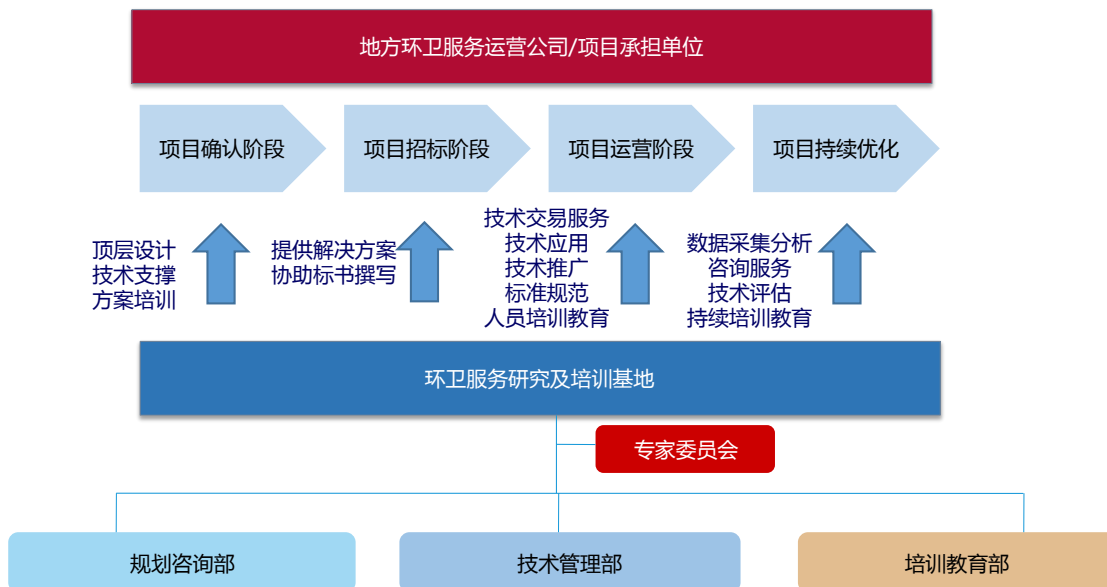 地方环卫服务运营公司/项目承担单位
项目确认阶段
项目招标阶段
项目运营阶段
项目持续优化
顶层设计
技术支撑
方案培训
提供解决方案
协助标书撰写
技术交易服务
技术应用
技术推广
标准规范
人员培训教育
数据采集分析
咨询服务
技术评估
持续培训教育
环卫服务研究及培训基地
专家委员会
规划咨询部
技术管理部
培训教育部